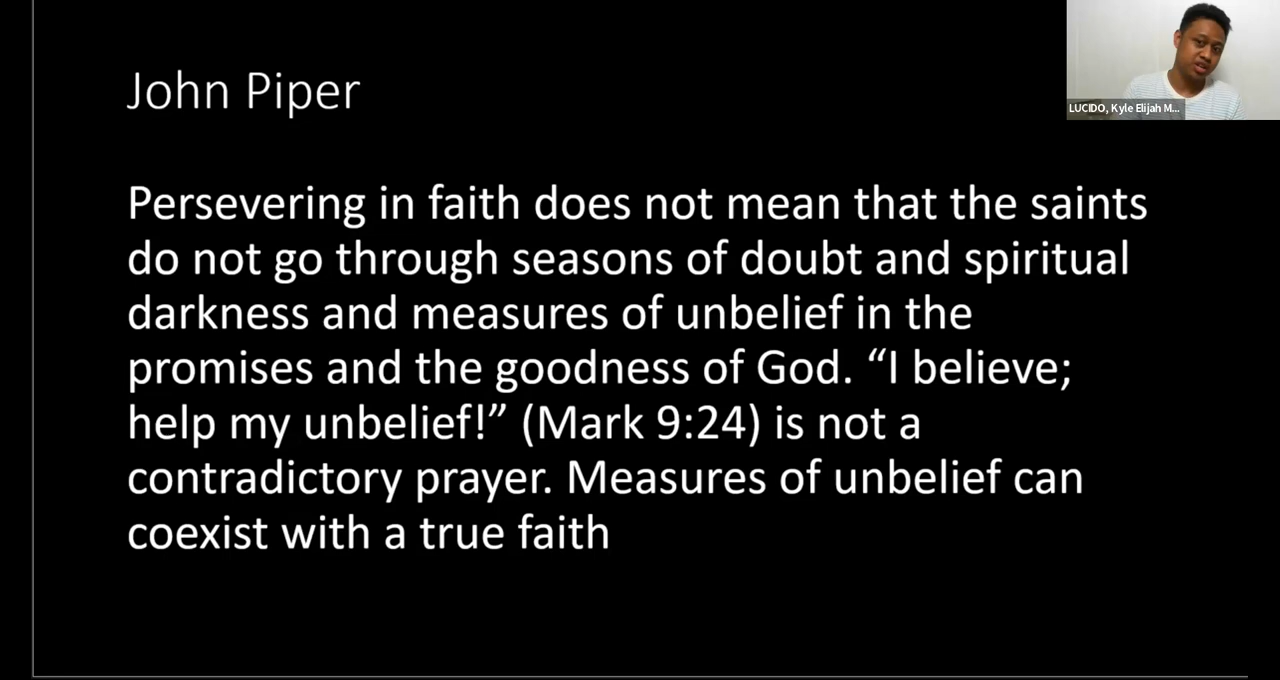 John Piper
LUCIDO, Kyle Elijah M...
Persevering in faith does not mean that the saints
do not go through seasons of doubt and spiritual
darkness and measures of unbelief in the
promises and the goodness of God. “I believe;
help my unbelief!” (Mark 9:24) is not a
contradictory prayer. Measures of unbelief can
coexist with a true faith